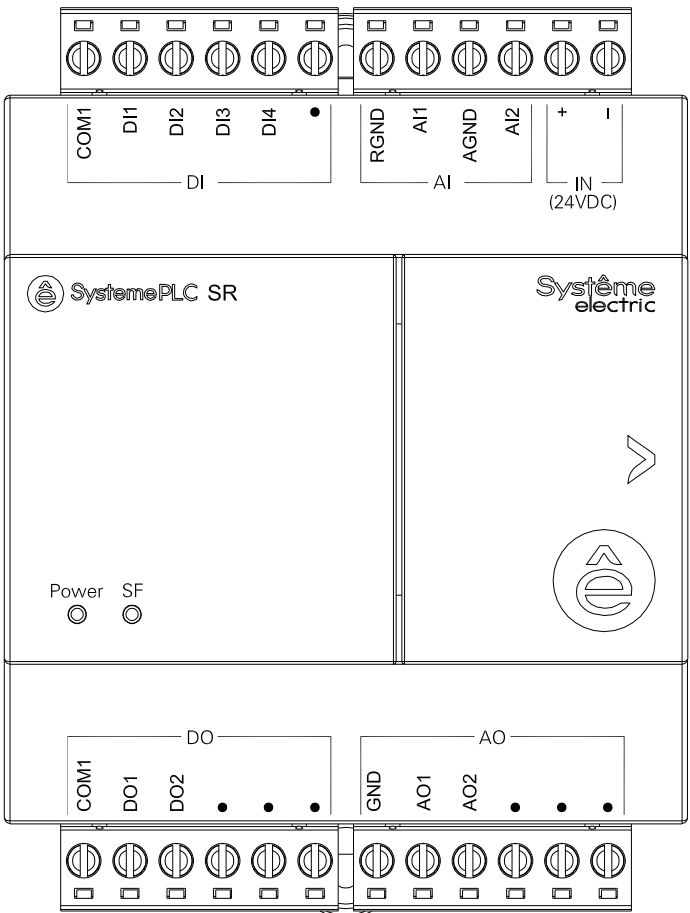 COM1 DI1 DI2 DI3 DI4 • RGND AI1 AGND AI2 + -
DI AI IN
(24VDC)
ê SystemePLC SR
Systême
electric
ê
Power SF
DO AO
COM1 DO1 DO2 • • • GND AO1 AO2 • • •